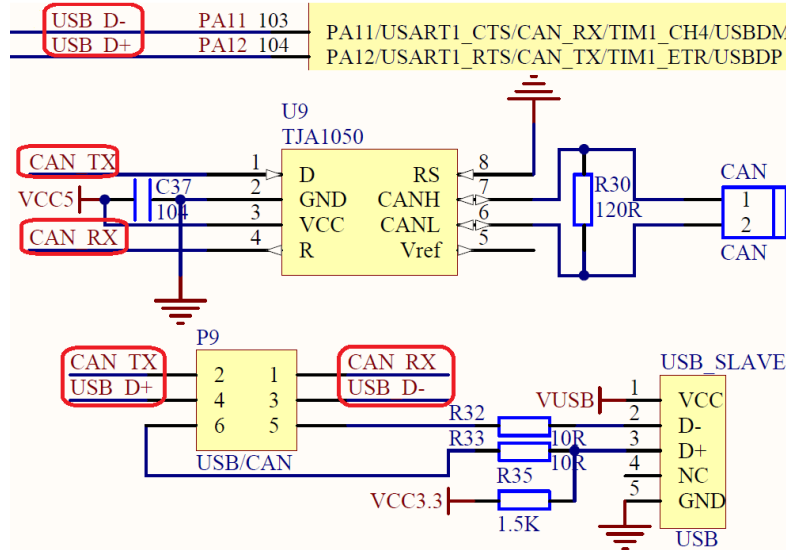 USB D- PA11 103 PA11/USART1_CTS/CAN_RX/TIM1_CH4/USBDM
USB D+ PA12 104 PA12/USART1_RTS/CAN_TX/TIM1_ETR/USBDP
U9
TJA1050
CAN TX 1 D RS 8
VCC5 C37 104 2 GND CANH 7
3 VCC CANL 6
CAN RX 4 R Vref 5
R30
120R
CAN
1
2
CAN
P9
CAN TX 2 1 CAN RX
USB D+ 4 3 USB D-
6 5
USB/CAN
R32 10R
R33 10R
R35
VCC3.3 1.5K
USB_SLAVE
VUSB 1 VCC
2 D-
3 D+
4 NC
5 GND
USB